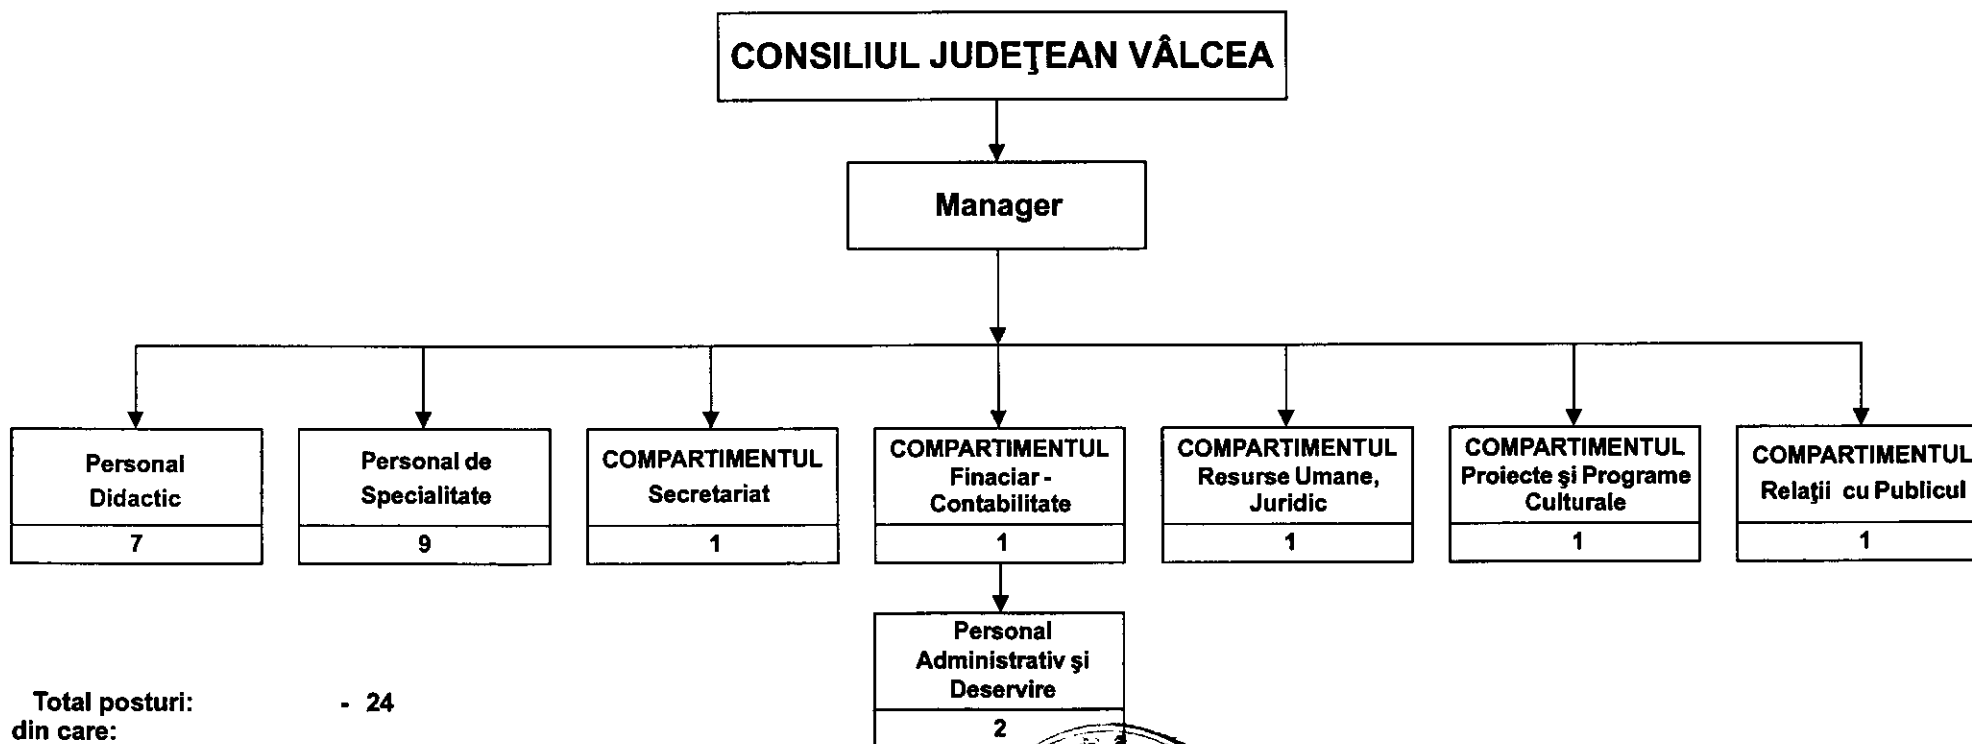 CONSILIUL JUDEŢEAN VÂLCEA
Manager
Personal
Didactic
7
Personal de
Specialitate
9
COMPARTIMENTUL
Secretariat
1
COMPARTIMENTUL
Finaciar -
Contabilitate
1
COMPARTIMENTUL
Resurse Umane,
Juridic
1
COMPARTIMENTUL
Proiecte şi Programe
Culturale
1
COMPARTIMENTUL
Relaţii cu Publicul
1
Personal
Administrativ şi
Deservire
2
Total posturi: - 24
din care: